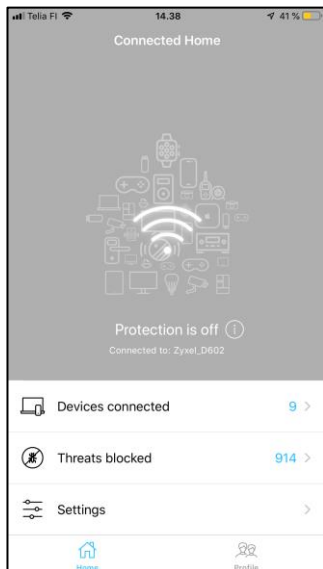 Telia FI 14.38 41 %
Connected Home
Protection is off
Connected to: Zyxel_D602
Devices connected 9
Threats blocked 914
Settings
Home Profile